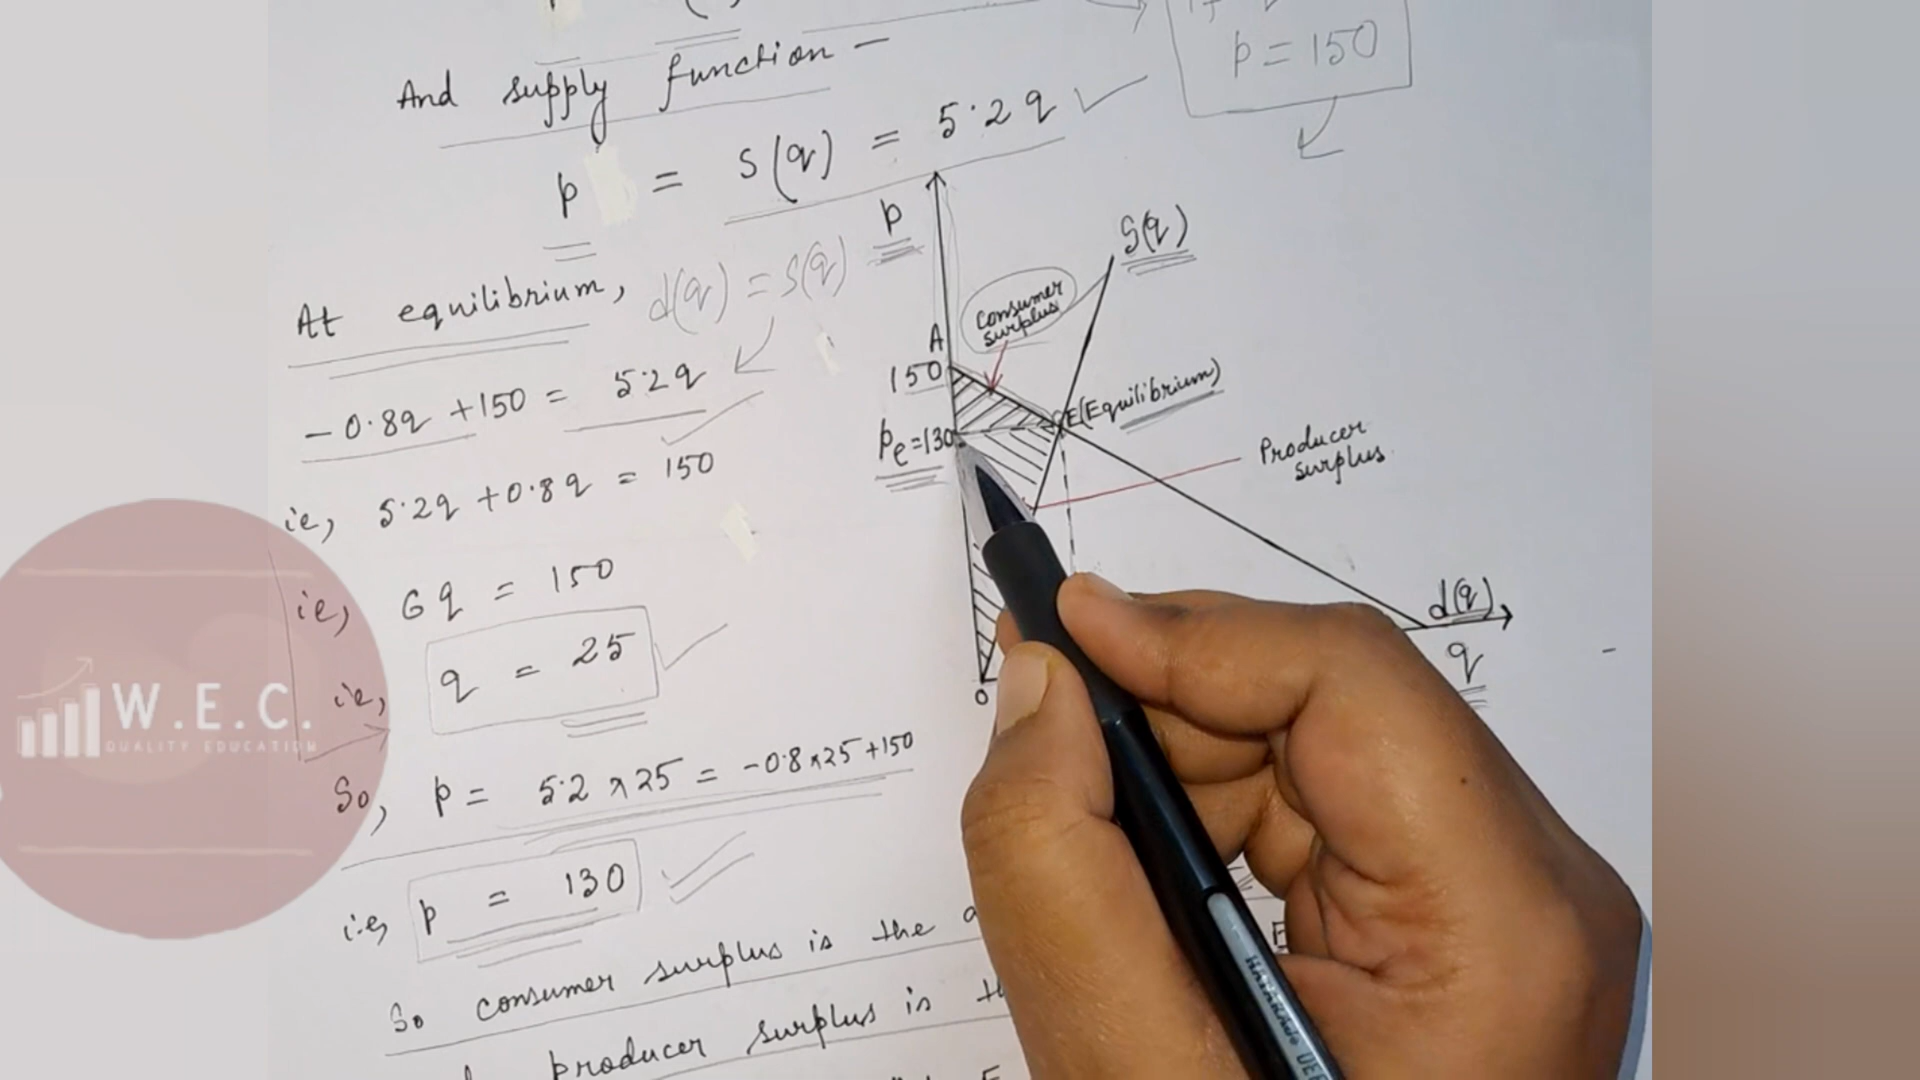 And supply function —
p = 150
p = S(q) = 5.2q
At equilibrium, d(q) = S(q)
-0.8q + 150 = 5.2q
ie, 5.2q + 0.8q = 150
ie, 6q = 150
ie, q = 25
So, p = 5.2 × 25 = -0.8×25+150
i.e, p = 130
So consumer surplus is the
producer surplus is
p
S(q)
Consumer
surplus
A
150
E(Equilibrium)
Pe=130
Producer
surplus
d(q)
q
0
E
W.E.C.
QUALITY EDUCATION